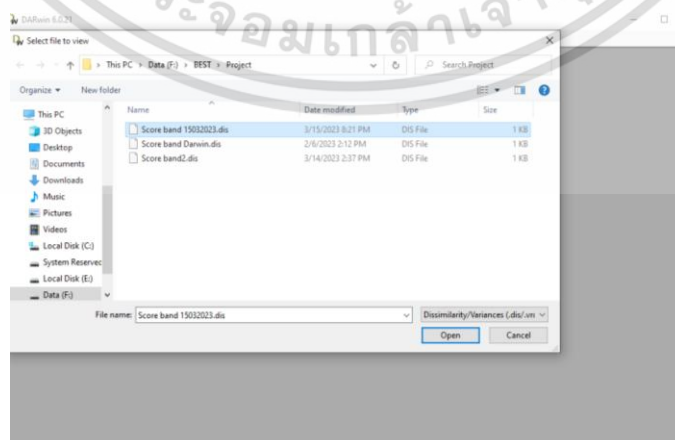 DARwin 6.0.21
ะจอมเกล้าเจ้า
Select file to view
This PC > Data (F:) > BEST > Project
Search Project
Organize
New folder
Name
Date modified
Type
Size
This PC
3D Objects
Desktop
Documents
Downloads
Music
Pictures
Videos
Local Disk (C:)
System Reserved
Local Disk (E:)
Data (F:)
Score band 15032023.dis 3/15/2023 8:21 PM DIS File 1 KB
Score band Darwin.dis 2/6/2023 2:12 PM DIS File 1 KB
Score band2.dis 3/14/2023 2:37 PM DIS File 1 KB
File name: Score band 15032023.dis
Dissimilarity/Variances (.dis/.vn
Open
Cancel